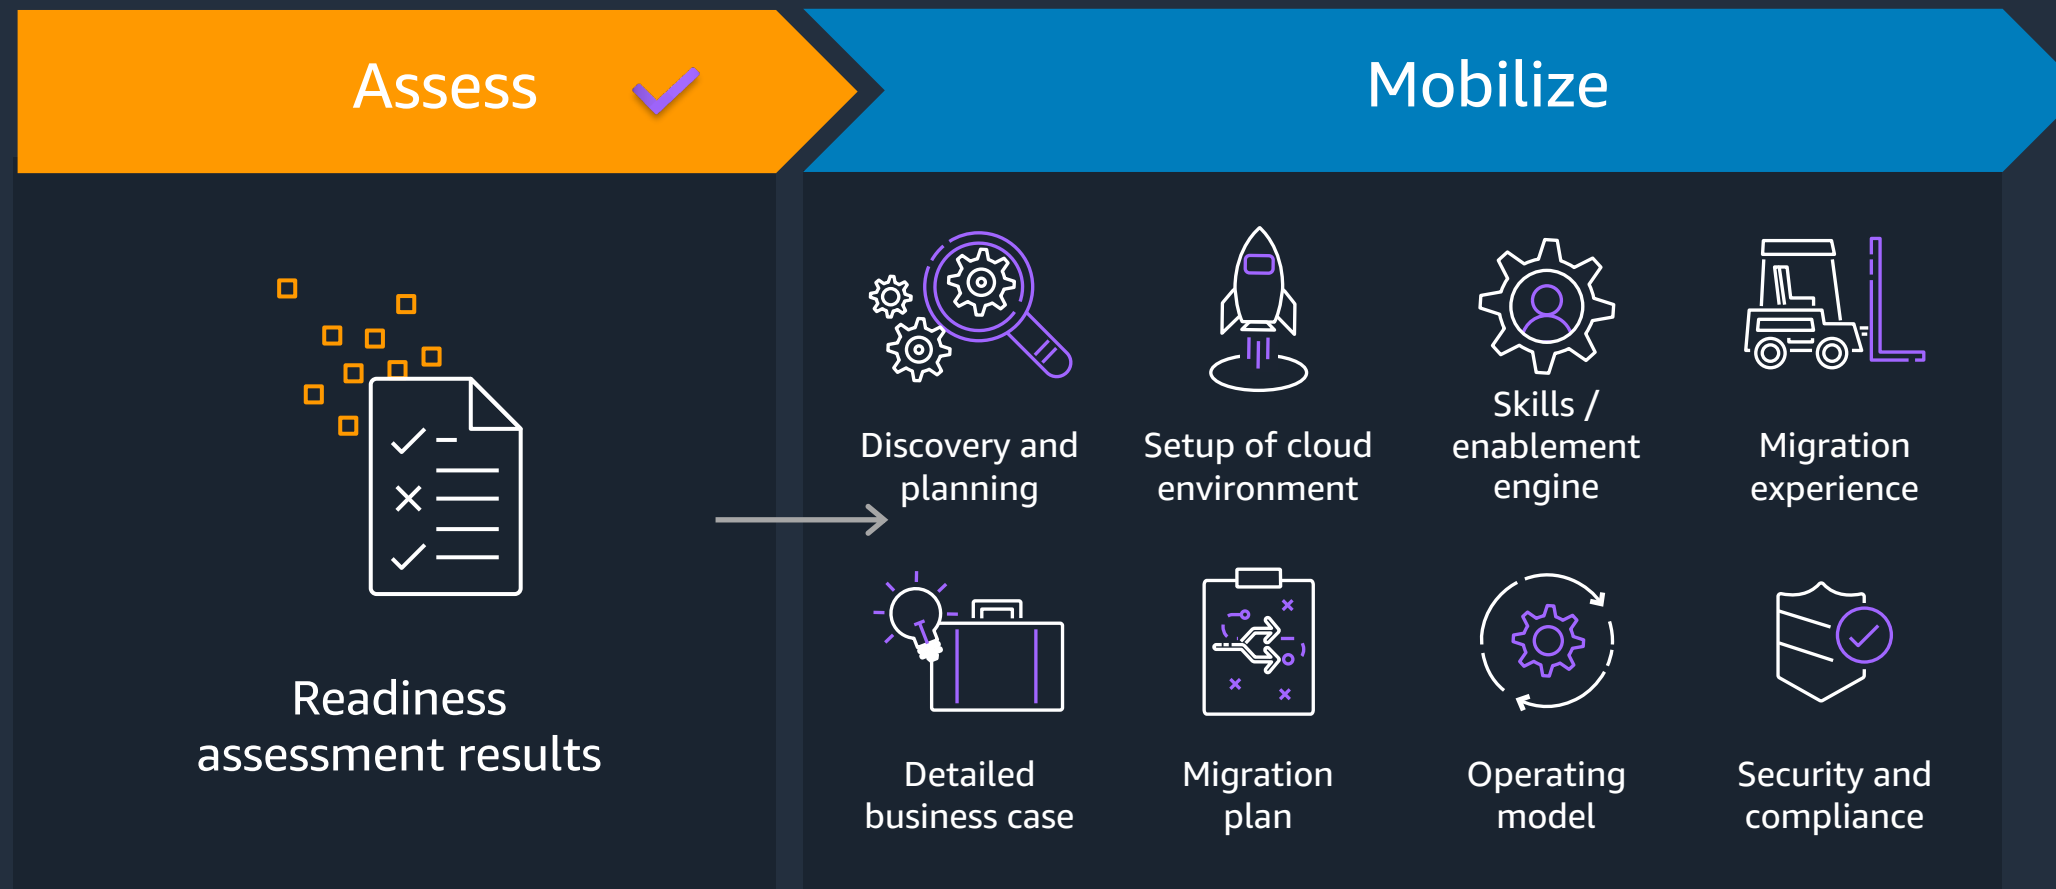 Assess
Mobilize
Readiness
assessment results
Discovery and
planning
Setup of cloud
environment
Skills /
enablement
engine
Migration
experience
Detailed
business case
Migration
plan
Operating
model
Security and
compliance